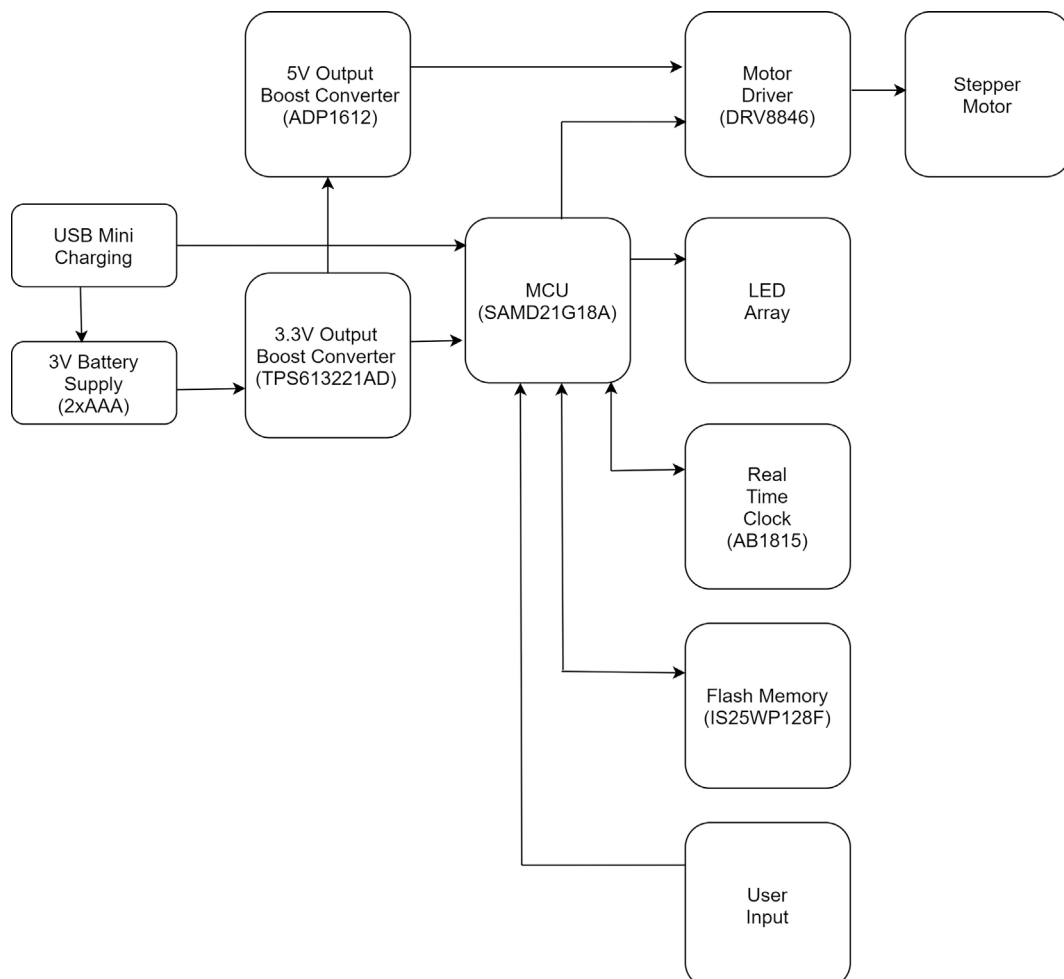 5V Output
Boost Converter
(ADP1612)
Motor
Driver
(DRV8846)
Stepper
Motor
USB Mini
Charging
3V Battery
Supply
(2xAAA)
3.3V Output
Boost Converter
(TPS613221AD)
MCU
(SAMD21G18A)
LED
Array
Real
Time
Clock
(AB1815)
Flash Memory
(IS25WP128F)
User
Input